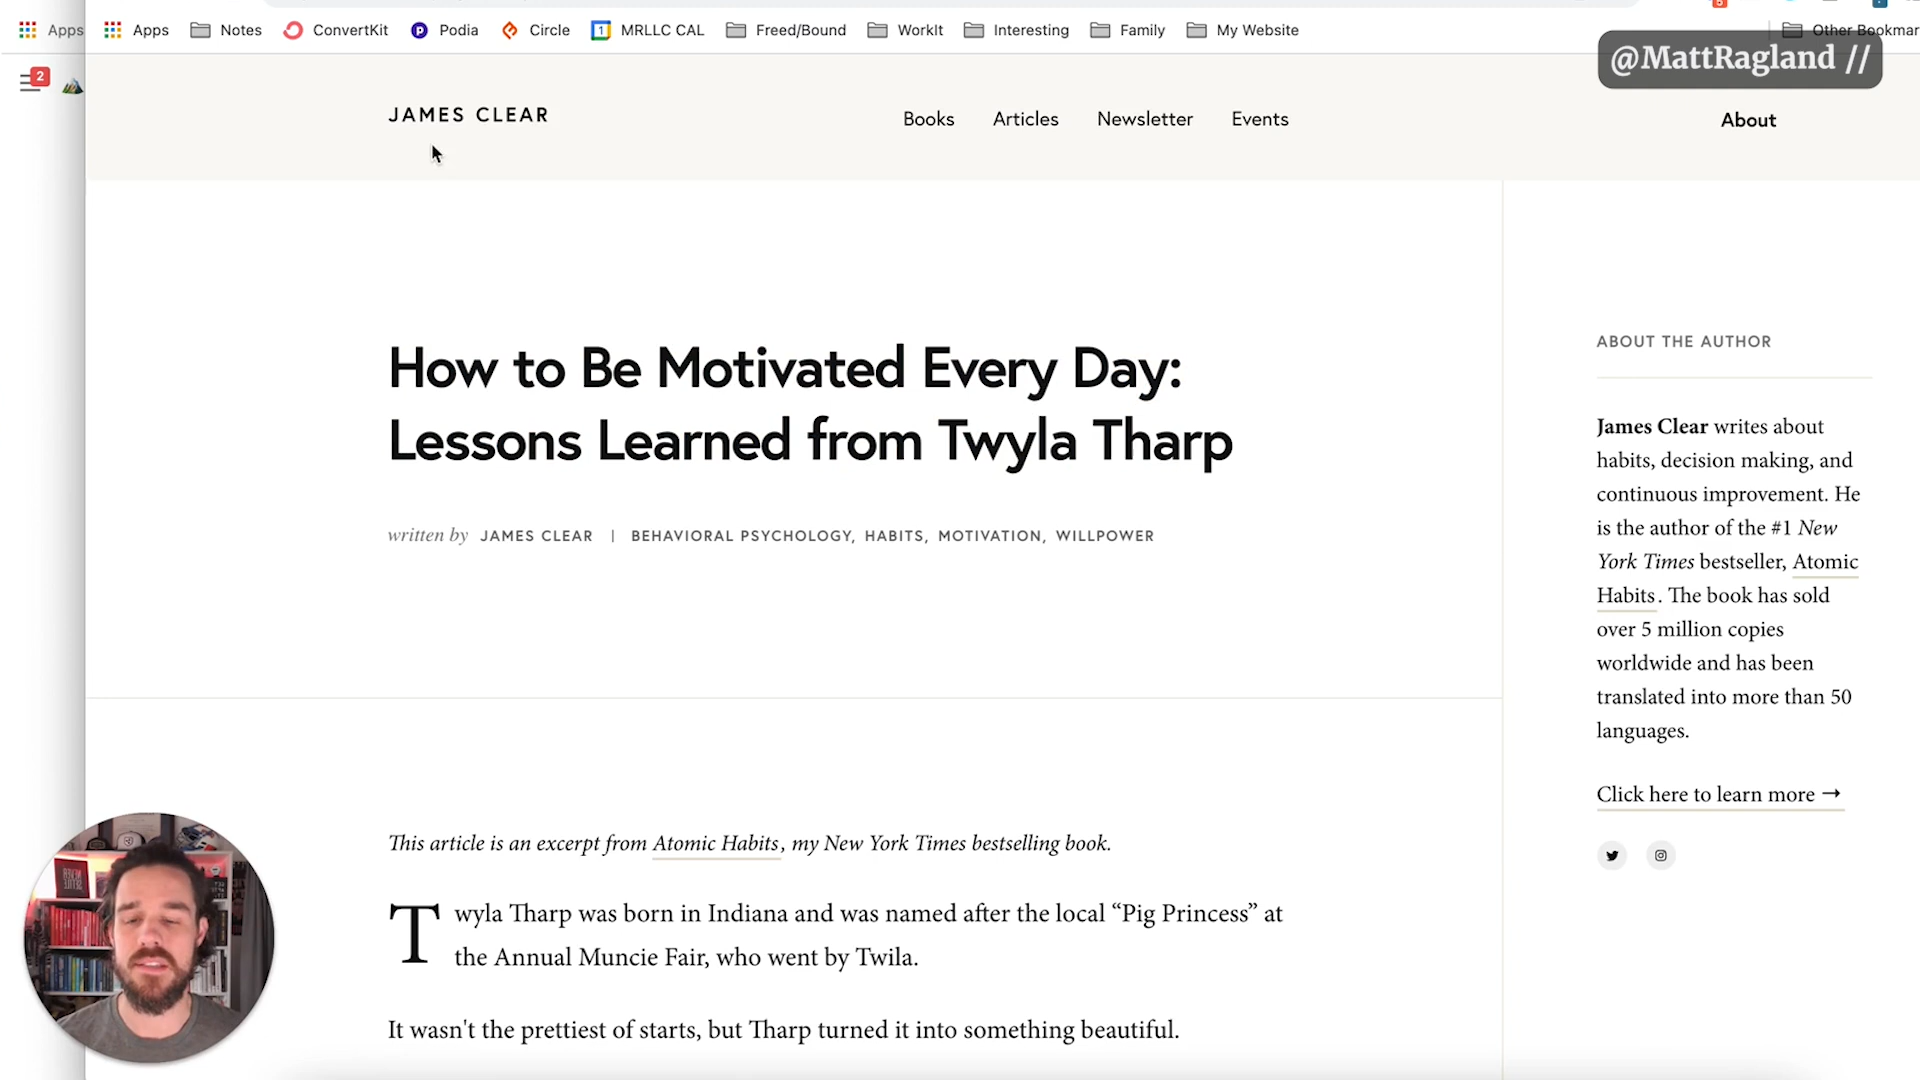 Apps
Apps Notes ConvertKit Podia Circle MRLLC CAL Freed/Bound WorkIt Interesting Family My Website
@MattRagland //
2
JAMES CLEAR
Books Articles Newsletter Events
About
How to Be Motivated Every Day:
Lessons Learned from Twyla Tharp
written by JAMES CLEAR | BEHAVIORAL PSYCHOLOGY, HABITS, MOTIVATION, WILLPOWER
This article is an excerpt from Atomic Habits, my New York Times bestselling book.
Twyla Tharp was born in Indiana and was named after the local “Pig Princess” at
the Annual Muncie Fair, who went by Twila.
It wasn't the prettiest of starts, but Tharp turned it into something beautiful.
ABOUT THE AUTHOR
James Clear writes about
habits, decision making, and
continuous improvement. He
is the author of the #1 New
York Times bestseller, Atomic
Habits. The book has sold
over 5 million copies
worldwide and has been
translated into more than 50
languages.
Click here to learn more →